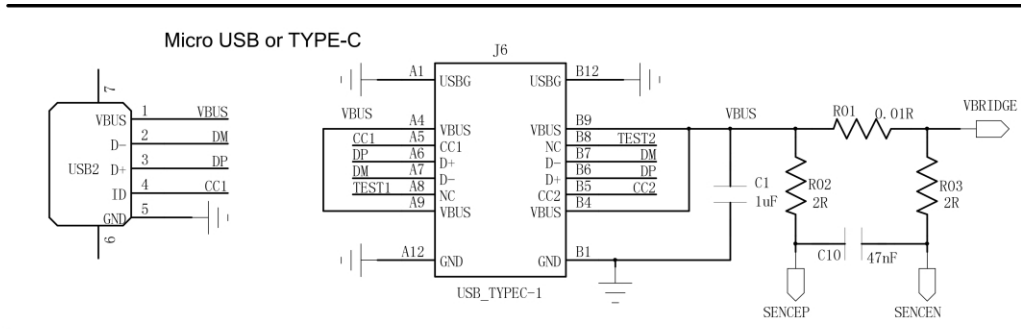 Micro USB or TYPE-C
J6
7
VBUS 1 VBUS
D- 2 DM
USB2 D+ 3 DP
ID 4 CC1
GND 5
6
A1 USBG USBG B12
VBUS A4 VBUS VBUS B9 VBUS
CC1 A5 CC1 NC B8 TEST2
DP A6 D+ D- B7 DM
DM A7 D- D+ B6 DP
TEST1 A8 NC CC2 B5 CC2
A9 VBUS VBUS B4
A12 GND GND B1
USB_TYPEC-1
C1
1uF
R01 0.01R
VBRIDGE
R02
2R
R03
2R
C10 47nF
SENCEP
SENCEN